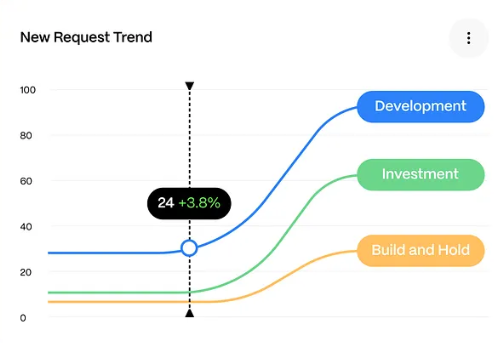 New Request Trend
100
Development
80
Investment
60
24 +3.8%
40
Build and Hold
20
0